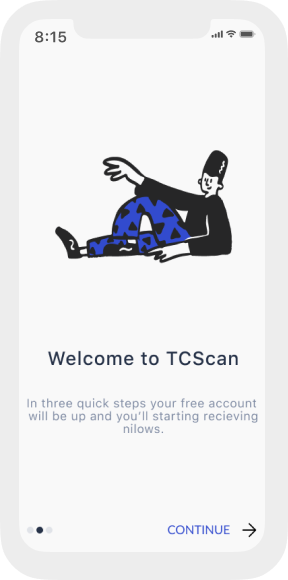 8:15
Welcome to TCScan
In three quick steps your free account
will be up and you'll starting recieving
nilows.
CONTINUE